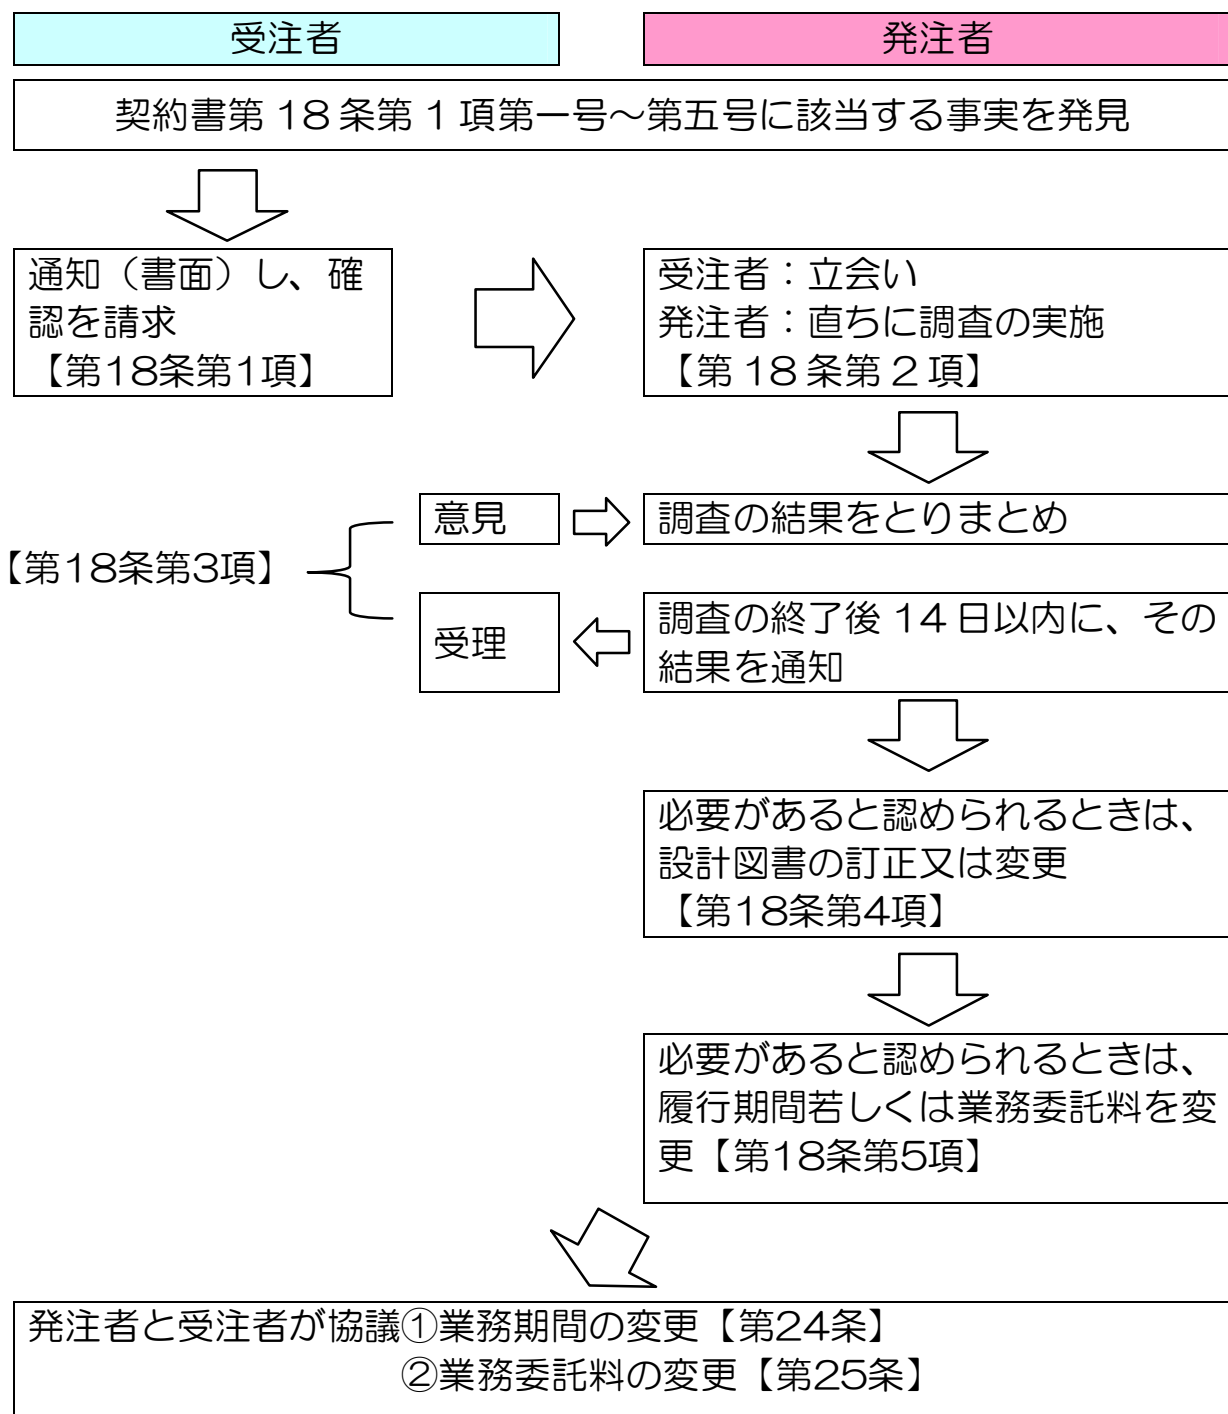 受注者
発注者
契約書第18条第1項第一号～第五号に該当する事実を発見
通知（書面）し、確
認を請求
【第18条第1項】
受注者：立会い
発注者：直ちに調査の実施
【第18条第2項】
意見
調査の結果をとりまとめ
【第18条第3項】
受理
調査の終了後14日以内に、その
結果を通知
必要があると認められるときは、
設計図書の訂正又は変更
【第18条第4項】
必要があると認められるときは、
履行期間若しくは業務委託料を変
更【第18条第5項】
発注者と受注者が協議①業務期間の変更【第24条】
②業務委託料の変更【第25条】